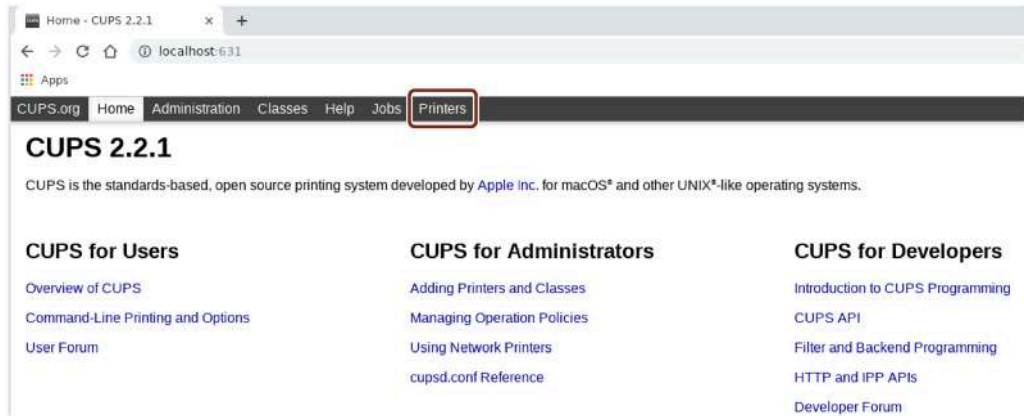 Home - CUPS 2.2.1
localhost:631
Apps
CUPS.org Home Administration Classes Help Jobs Printers
CUPS 2.2.1
CUPS is the standards-based, open source printing system developed by Apple Inc. for macOS® and other UNIX®-like operating systems.
CUPS for Users
Overview of CUPS
Command-Line Printing and Options
User Forum
CUPS for Administrators
Adding Printers and Classes
Managing Operation Policies
Using Network Printers
cupsd.conf Reference
CUPS for Developers
Introduction to CUPS Programming
CUPS API
Filter and Backend Programming
HTTP and IPP APIs
Developer Forum